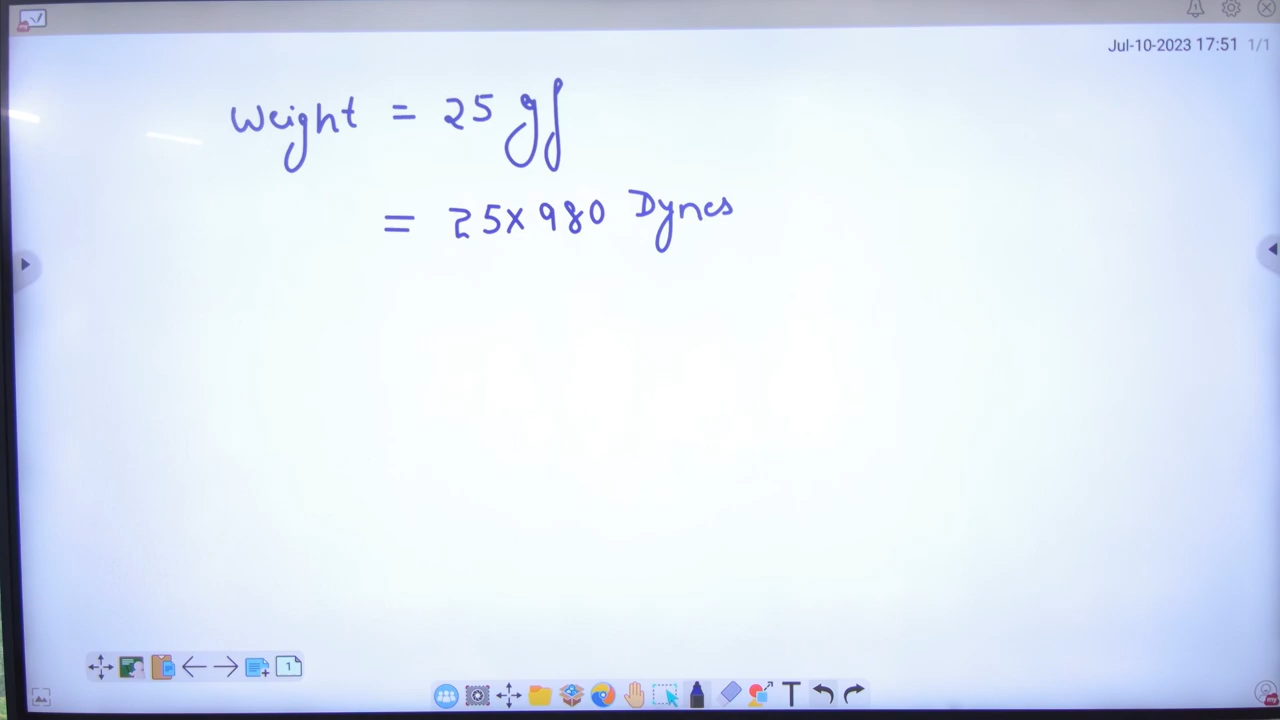 Jul-10-2023 17:51 1/1
Weight = 25 gf
= 25×980 Dynes
1
T